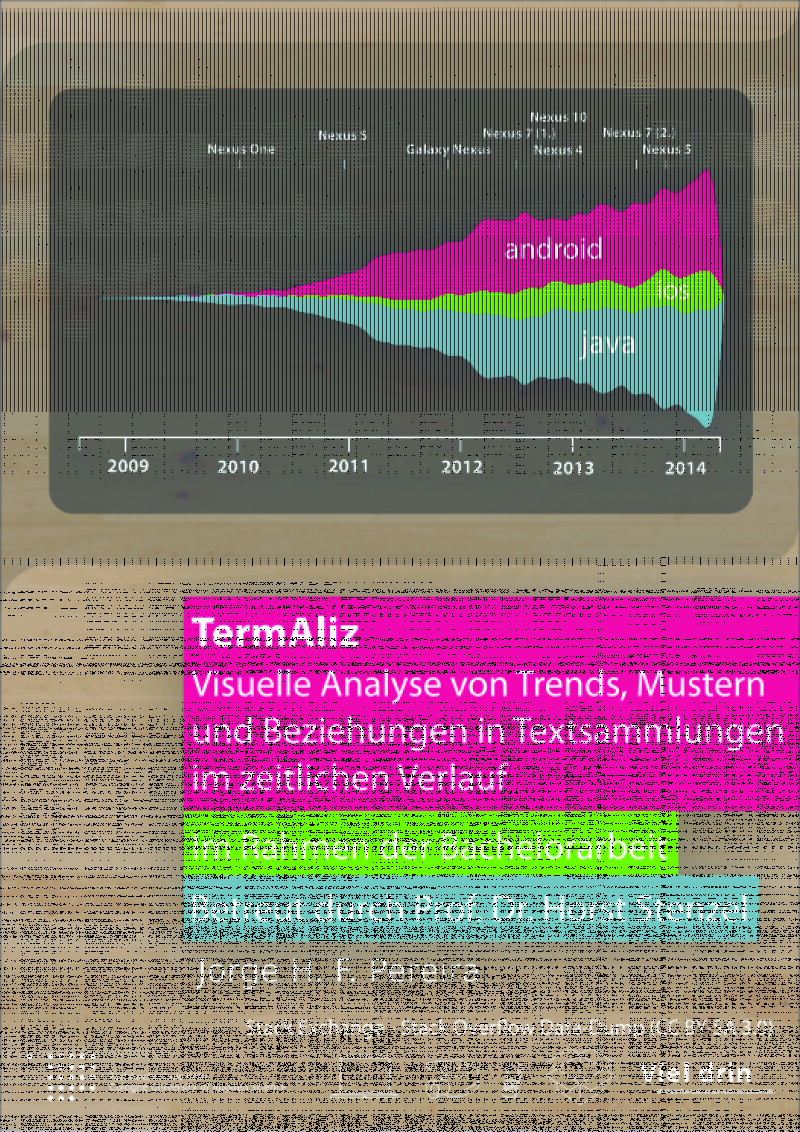 Nexus 10
Nexus S Nexus 7 (1.) Nexus 7 (2.)
Nexus One Galaxy Nexus Nexus 4 Nexus 5
android
ios
java
2009 2010 2011 2012 2013 2014
TermAliz
Visuelle Analyse von Trends, Mustern
und Beziehungen in Textsammlungen
im zeitlichen Verlauf
im Rahmen der Bachelorarbeit
Betreut durch Prof. Dr. Horst Stenzel
Jorge H. F. Pereira
Stack Exchange - Stack Overflow Data Dump (CC BY-SA 3.0)
Viel drin